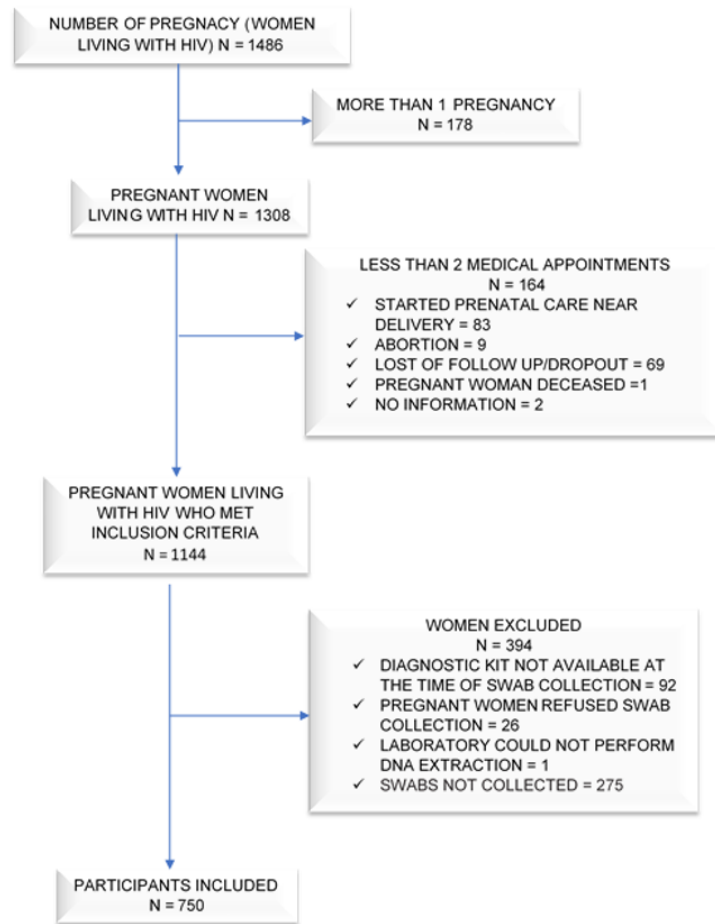 NUMBER OF PREGNACY (WOMEN
LIVING WITH HIV) N = 1486
MORE THAN 1 PREGNANCY
N = 178
PREGNANT WOMEN
LIVING WITH HIV N = 1308
LESS THAN 2 MEDICAL APPOINTMENTS
N = 164
✓ STARTED PRENATAL CARE NEAR
DELIVERY = 83
✓ ABORTION = 9
✓ LOST OF FOLLOW UP/DROPOUT = 69
✓ PREGNANT WOMAN DECEASED =1
✓ NO INFORMATION = 2
PREGNANT WOMEN LIVING
WITH HIV WHO MET
INCLUSION CRITERIA
N = 1144
WOMEN EXCLUDED
N = 394
✓ DIAGNOSTIC KIT NOT AVAILABLE AT
THE TIME OF SWAB COLLECTION = 92
✓ PREGNANT WOMEN REFUSED SWAB
COLLECTION = 26
✓ LABORATORY COULD NOT PERFORM
DNA EXTRACTION = 1
✓ SWABS NOT COLLECTED = 275
PARTICIPANTS INCLUDED
N = 750